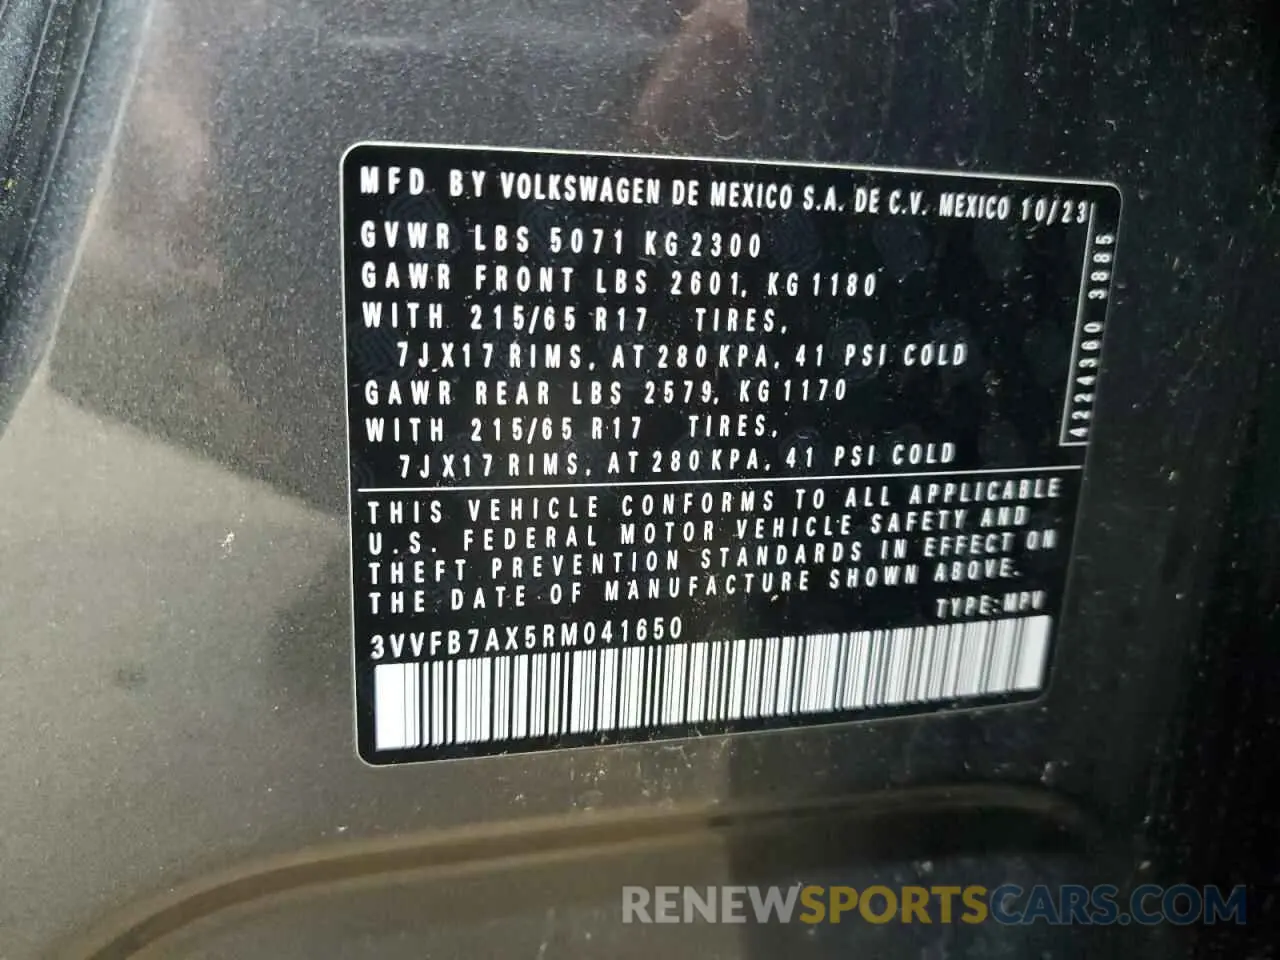 MFD BY VOLKSWAGEN DE MEXICO S.A. DE C.V. MEXICO 10/23
GVWR LBS 5071 KG 2300
GAWR FRONT LBS 2601, KG 1180
WITH 215/65 R17 TIRES,
7JX17 RIMS, AT 280 KPA, 41 PSI COLD
GAWR REAR LBS 2579, KG 1170
WITH 215/65 R17 TIRES,
7JX17 RIMS, AT 280 KPA, 41 PSI COLD
4224360 3885
THIS VEHICLE CONFORMS TO ALL APPLICABLE
U.S. FEDERAL MOTOR VEHICLE SAFETY AND
THEFT PREVENTION STANDARDS IN EFFECT ON
THE DATE OF MANUFACTURE SHOWN ABOVE.
3VVFB7AX5RM041650 TYPE:MPV
RENEWSPORTSCARS.COM